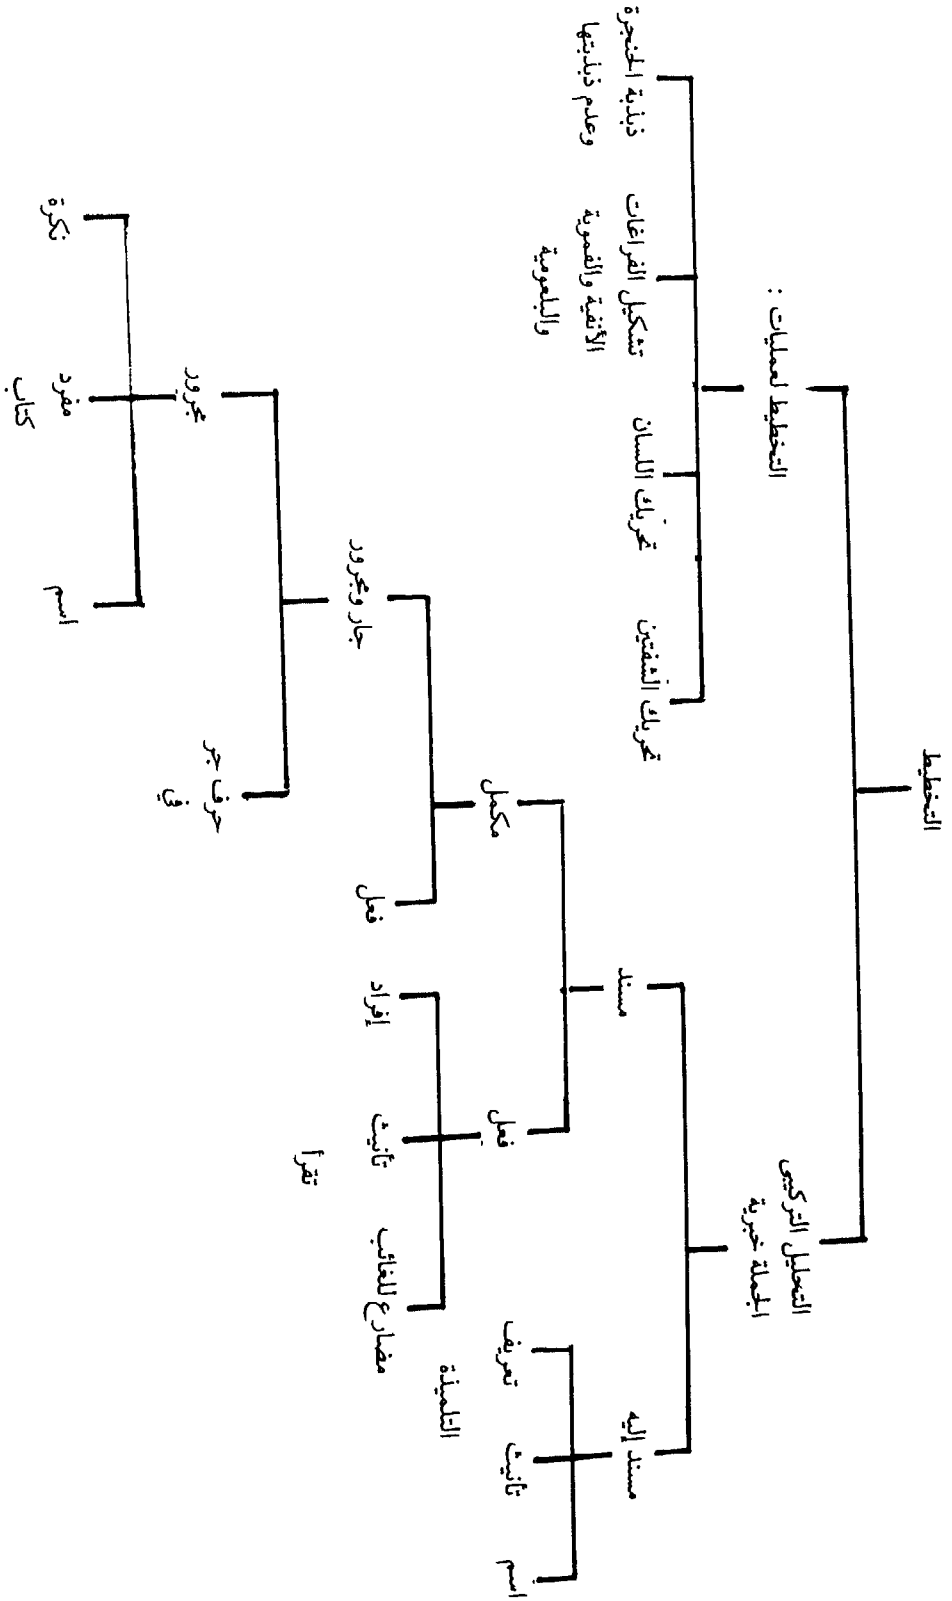 التخطيط
التحليل التركيبى
الجملة خبرية
التخطيط لعمليات :
مسند إليه
مسند
تحريك الشفتين
تحريك اللسان
تشكيل الفراغات
الأنفية والفموية
والبلعومية
ذبذبة الحنجرة
وعدم ذبذبتها
اسم
تأنيث
تعريف
التلميذة
فعل
مكمل
مضارع للغائب
تأنيث
إفراد
تقرأ
فعل
جار ومجرور
حرف جر
في
مجرور
اسم
مفرد
كتاب
نكرة